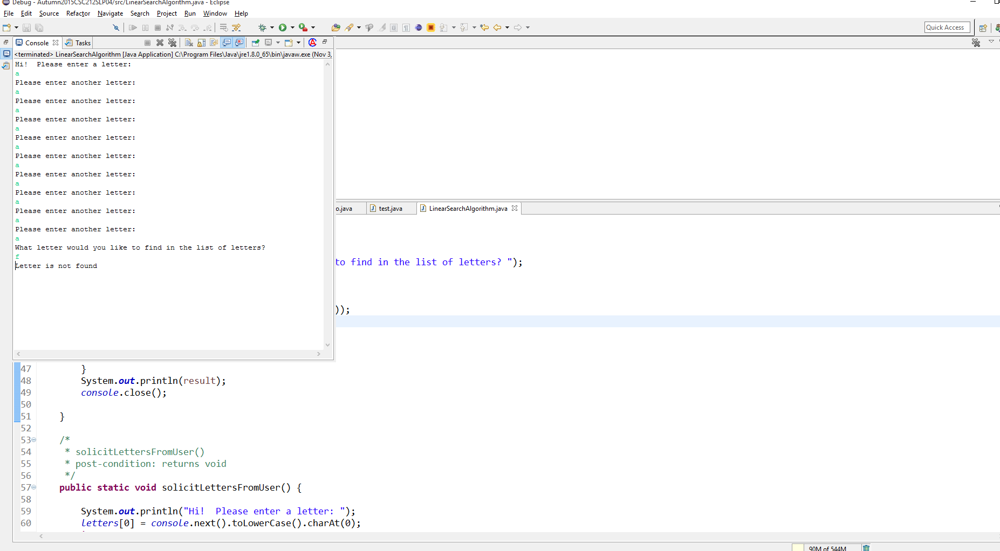 Debug - Autumn2015CSC212SLP04/src/LinearSearchAlgorithm.java - Eclipse
File Edit Source Refactor Navigate Search Project Run Window Help
Quick Access
Console Tasks
<terminated> LinearSearchAlgorithm [Java Application] C:\Program Files\Java\jre1.8.0_65\bin\javaw.exe (Nov 3,
Hi!  Please enter a letter:
a
Please enter another letter:
a
Please enter another letter:
a
Please enter another letter:
a
Please enter another letter:
a
Please enter another letter:
a
Please enter another letter:
a
Please enter another letter:
a
Please enter another letter:
a
Please enter another letter:
a
What letter would you like to find in the list of letters?
f
Letter is not found
o.java test.java LinearSearchAlgorithm.java
to find in the list of letters? ");
));
47 }
48 System.out.println(result);
49 console.close();
50
51 }
52
53 /*
54 * solicitLettersFromUser()
55 * post-condition: returns void
56 */
57 public static void solicitLettersFromUser() {
58
59 System.out.println("Hi!  Please enter a letter: ");
60 letters[0] = console.next().toLowerCase().charAt(0);
90M of 544M